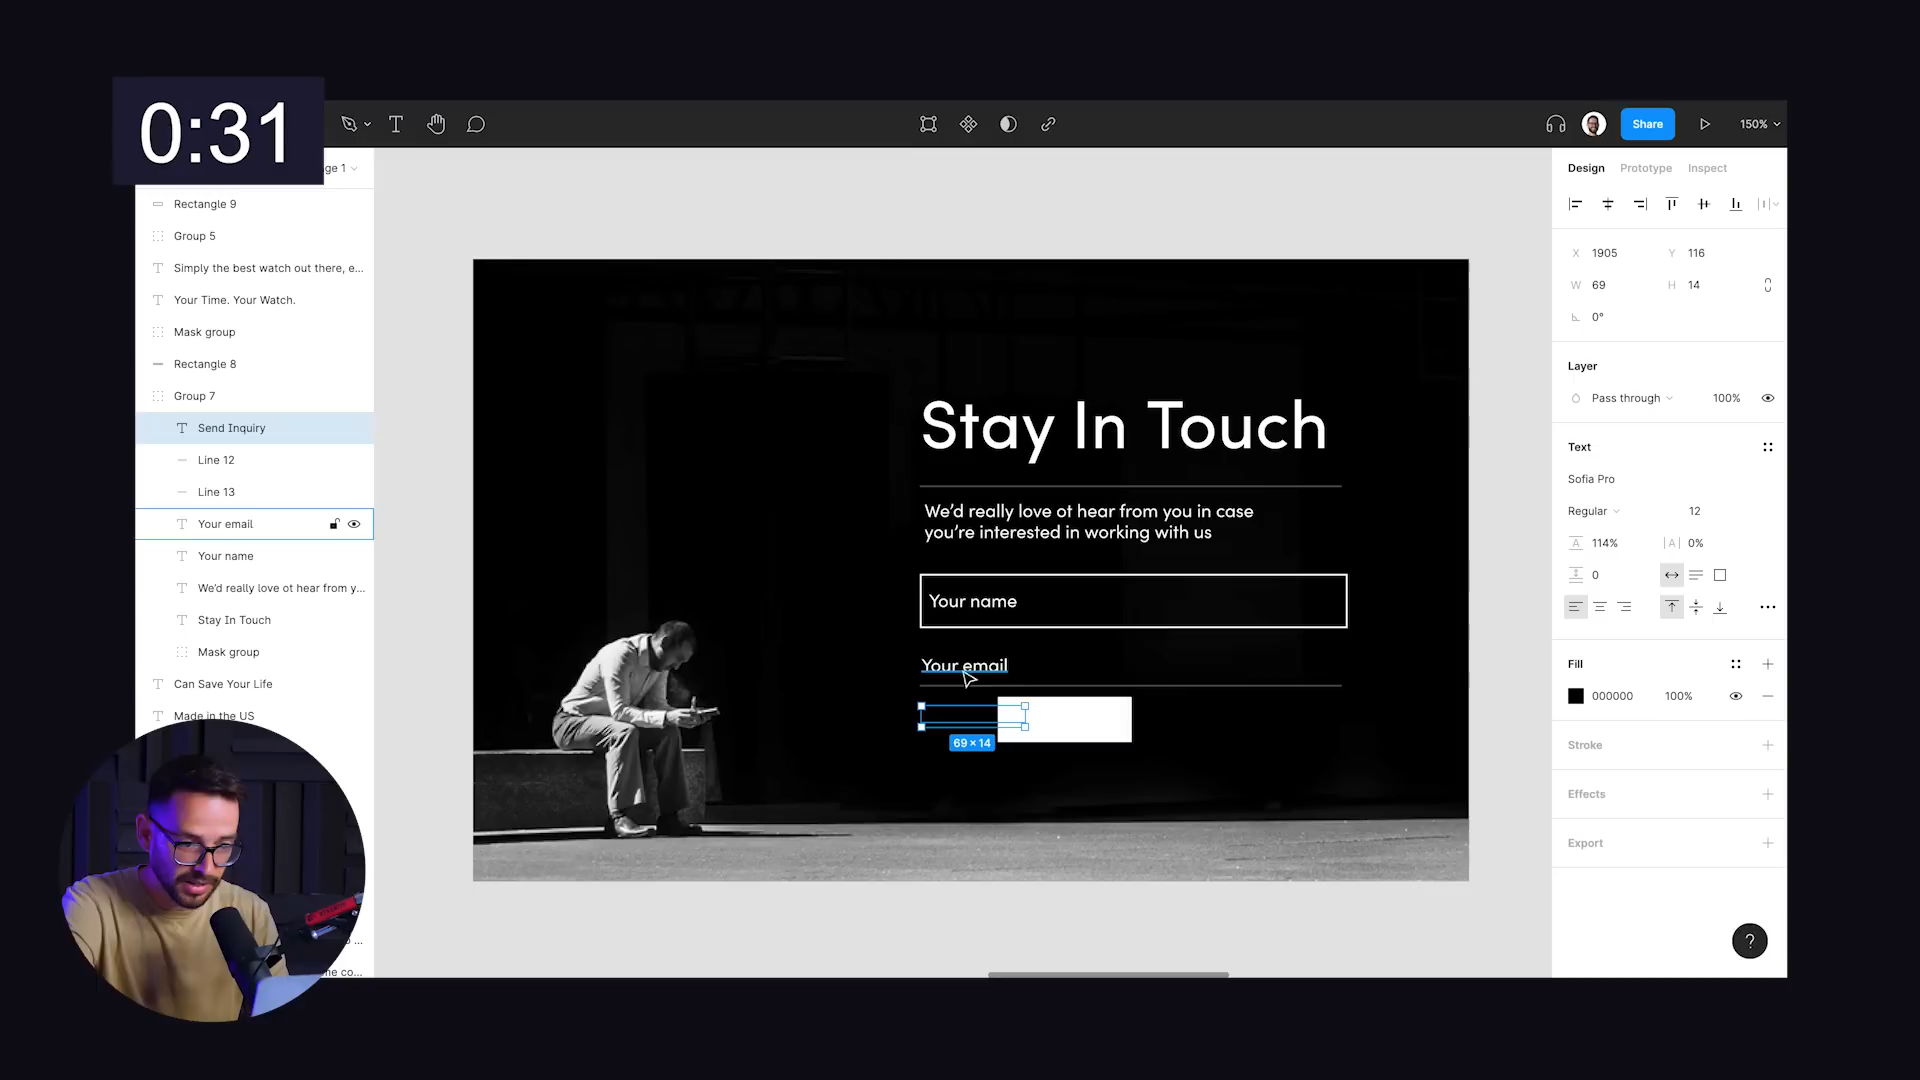 0:31
ge 1
Share
150%
Rectangle 9
Group 5
Simply the best watch out there, e...
Your Time. Your Watch.
Mask group
Rectangle 8
Group 7
Send Inquiry
Line 12
Line 13
Your email
Your name
We'd really love ot hear from y...
Stay In Touch
Mask group
Can Save Your Life
Made in the US
...
me co...
Stay In Touch
We'd really love ot hear from you in case
you're interested in working with us
Your name
Your email
69 × 14
Design Prototype Inspect
X 1905 Y 116
W 69 H 14
0°
Layer
Pass through 100%
Text
Sofia Pro
Regular 12
A 114% |A| 0%
0
Fill
000000 100%
Stroke
Effects
Export
?